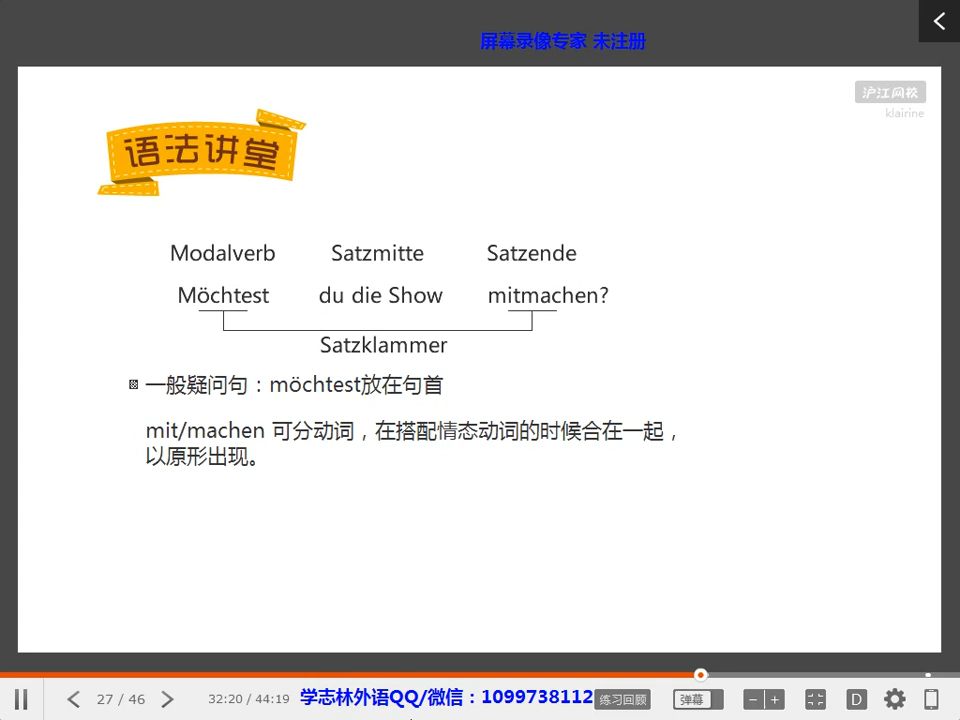 屏幕录像专家 未注册
沪江网校
klairine
语法讲堂
Modalverb Satzmitte Satzende
Möchtest du die Show mitmachen?
Satzklammer
一般疑问句：möchtest放在句首
mit/machen 可分动词，在搭配情态动词的时候合在一起，
以原形出现。
27 / 46 32:20 / 44:19 学志林外语QQ/微信：1099738112 练习回顾 弹幕 D